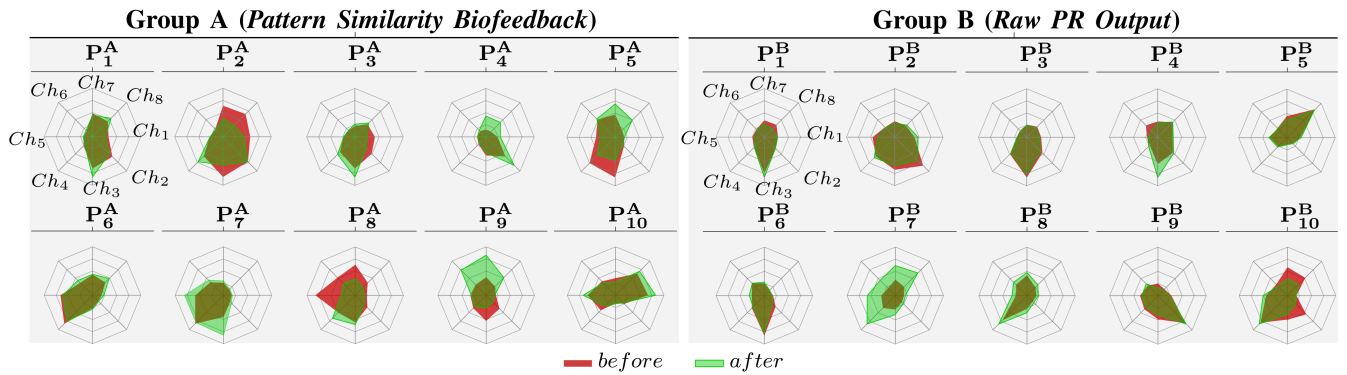 Group A (Pattern Similarity Biofeedback) Group B (Raw PR Output)
P₁ᴬ P₂ᴬ P₃ᴬ P₄ᴬ P₅ᴬ P₁ᴮ P₂ᴮ P₃ᴮ P₄ᴮ P₅ᴮ
Ch₇ Ch₇
Ch₆ Ch₈ Ch₆ Ch₈
Ch₅ Ch₁ Ch₅ Ch₁
Ch₄ Ch₃ Ch₂ Ch₄ Ch₃ Ch₂
P₆ᴬ P₇ᴬ P₈ᴬ P₉ᴬ P₁₀ᴬ P₆ᴮ P₇ᴮ P₈ᴮ P₉ᴮ P₁₀ᴮ
before after